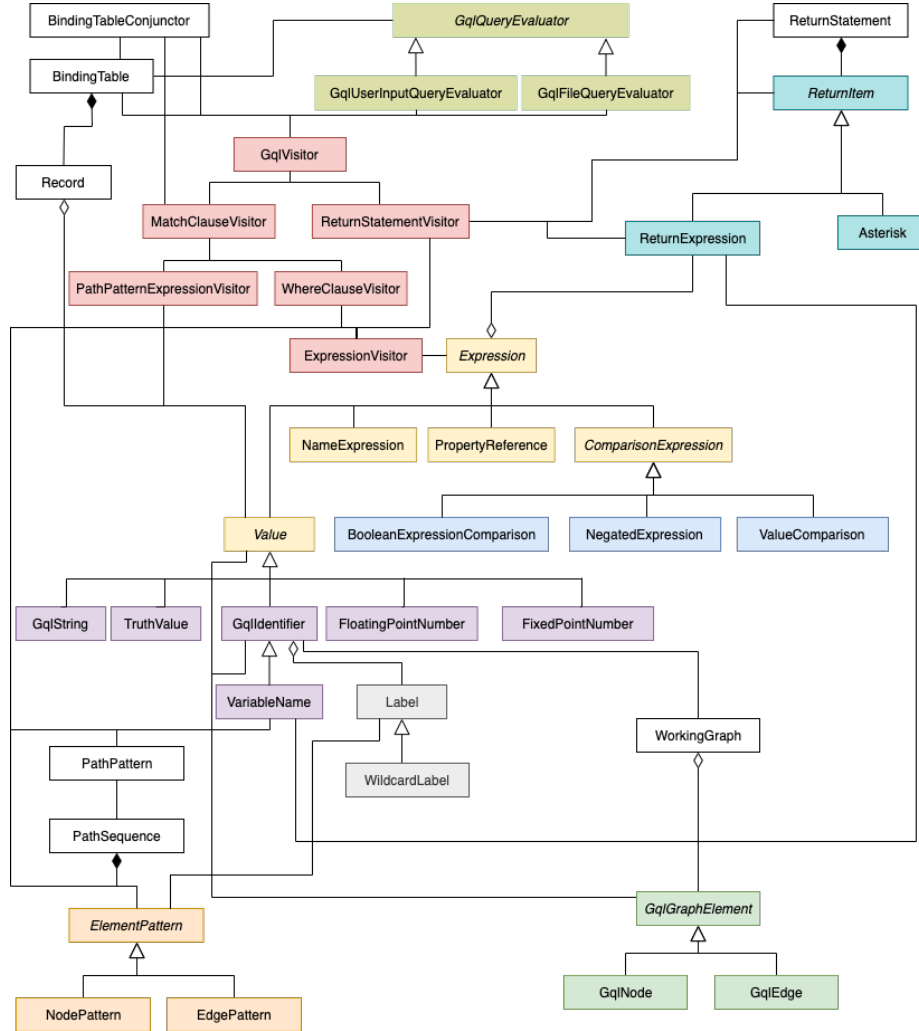 BindingTableConjunctor
GqlQueryEvaluator
ReturnStatement
BindingTable
GqlUserInputQueryEvaluator
GqlFileQueryEvaluator
ReturnItem
GqlVisitor
Record
MatchClauseVisitor
ReturnStatementVisitor
ReturnExpression
Asterisk
PathPatternExpressionVisitor
WhereClauseVisitor
ExpressionVisitor
Expression
NameExpression
PropertyReference
ComparisonExpression
Value
BooleanExpressionComparison
NegatedExpression
ValueComparison
GqlString
TruthValue
GqlIdentifier
FloatingPointNumber
FixedPointNumber
VariableName
Label
WorkingGraph
PathPattern
WildcardLabel
PathSequence
GqlGraphElement
ElementPattern
GqlNode
GqlEdge
NodePattern
EdgePattern